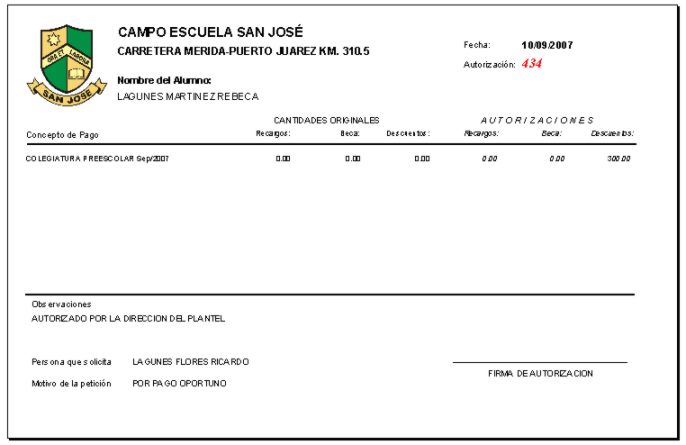 CAMPO ESCUELA SAN JOSÉ
CARRETERA MERIDA-PUERTO JUAREZ KM. 310.5
Fecha: 10/09/2007
Autorización: 434
Nombre del Alumno:
LAGUNES MARTINEZ REBECA
ORA ET LABORA
SAN JOSE
CANTIDADES ORIGINALES AUTORIZACIONES
Concepto de Pago Recargos: Beca: Descuentos: Recargos: Beca: Descuentos:
COLEGIATURA PREESCOLAR Sep/2007 0.00 0.00 0.00 0.00 0.00 300.00
Observaciones
AUTORIZADO POR LA DIRECCION DEL PLANTEL
Persona que solicita LAGUNES FLORES RICARDO
Motivo de la petición POR PAGO OPORTUNO
FIRMA DE AUTORIZACION